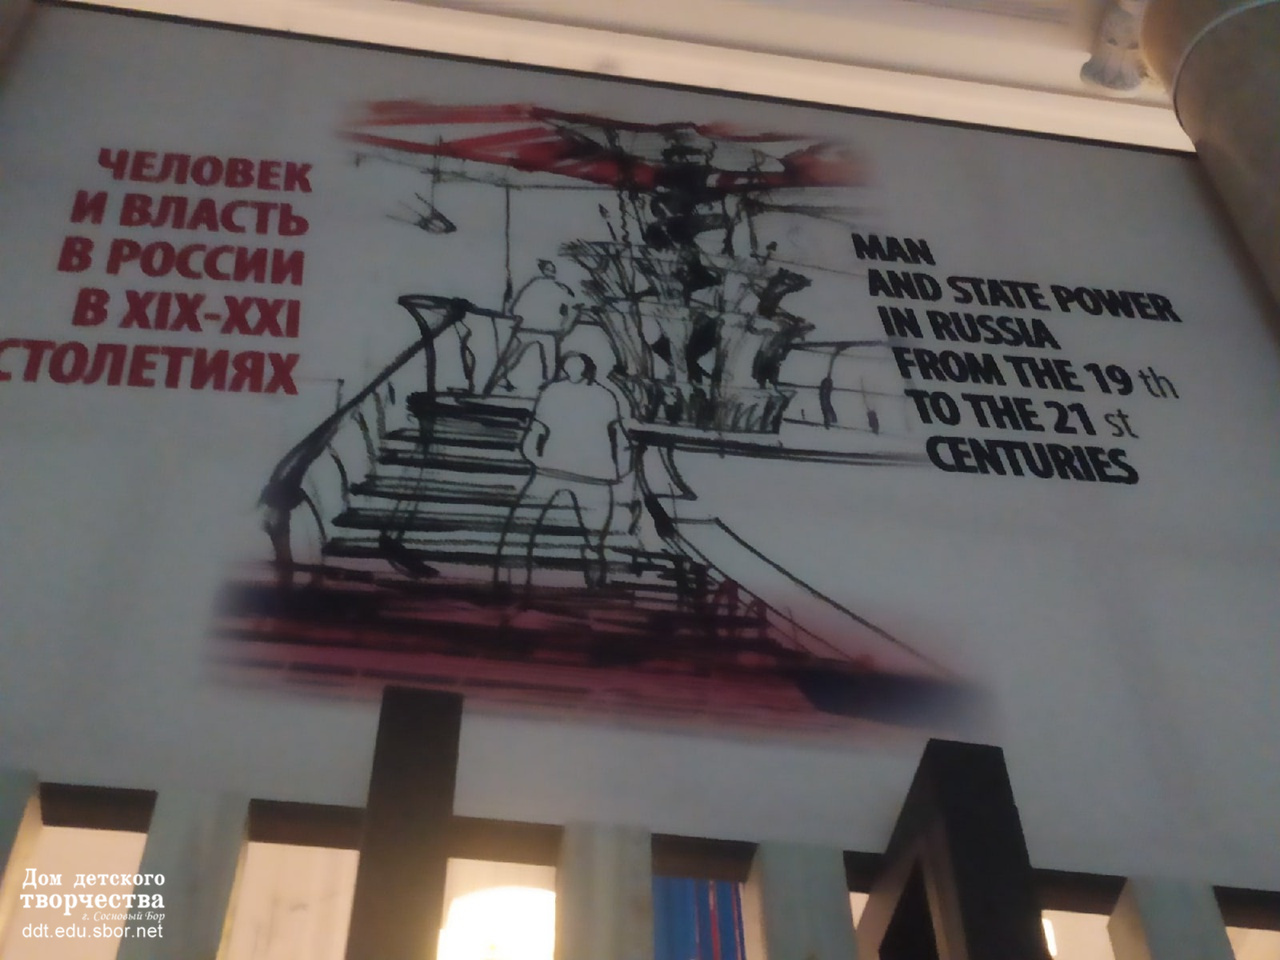 ЧЕЛОВЕК
И ВЛАСТЬ
В РОССИИ
В XIX-XXI
СТОЛЕТИЯХ
MAN
AND STATE POWER
IN RUSSIA
FROM THE 19 th
TO THE 21 st
CENTURIES
Дом детского
творчества
г. Сосновый Бор
ddt.edu.sbor.net